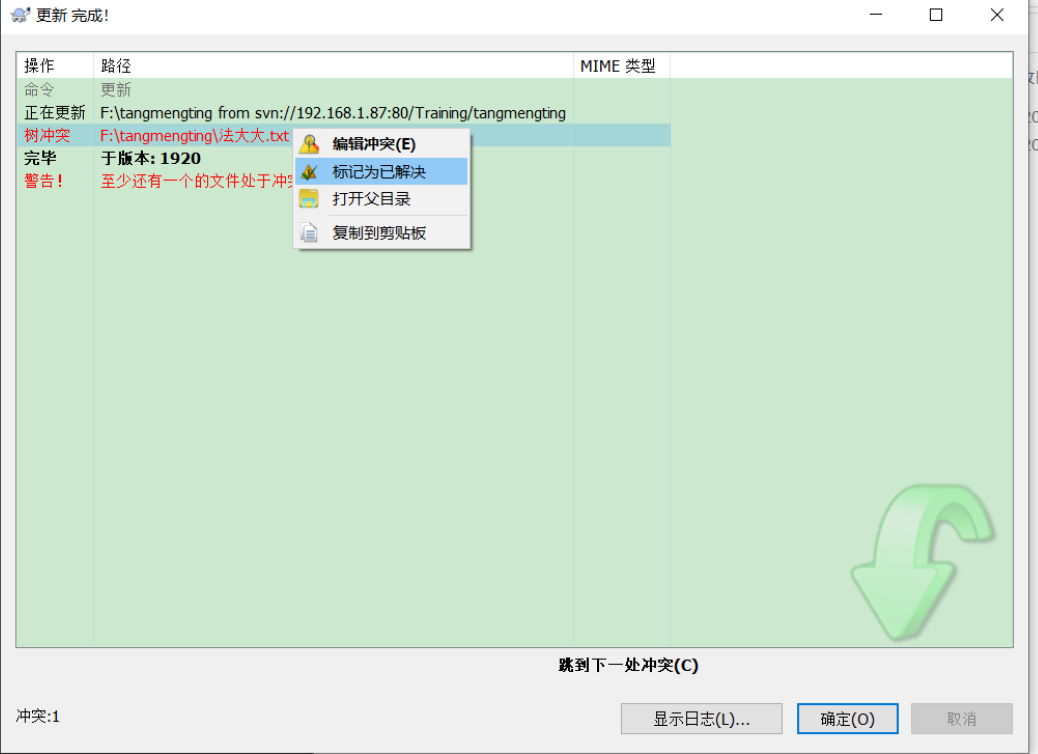 更新 完成!
操作 路径 MIME 类型
命令 更新
正在更新 F:\tangmengting from svn://192.168.1.87:80/Training/tangmengting
树冲突 F:\tangmengting\法大大.txt
编辑冲突(E)
标记为已解决
打开父目录
复制到剪贴板
完毕 于版本: 1920
警告! 至少还有一个的文件处于冲
跳到下一处冲突(C)
冲突:1
显示日志(L)...
确定(O)
取消